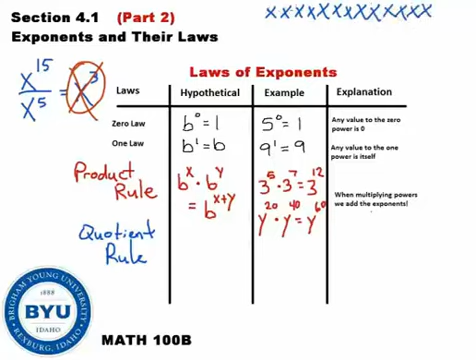 Section 4.1 (Part 2)
Exponents and Their Laws
x·x·x·x·x·x·x·x·x·x·x·x·x·x·x
x^15 / x^5 = x^3
Laws of Exponents
Laws Hypothetical Example Explanation
Zero Law b^0 = 1 5^0 = 1 Any value to the zero power is 0
One Law b^1 = b 9^1 = 9 Any value to the one power is itself
Product Rule b^x · b^y = b^(x+y) 3^5 · 3^7 = 3^12 When multiplying powers we add the exponents!
y^20 · y^40 = y^60
Quotient Rule
BRIGHAM YOUNG UNIVERSITY
1888
BYU
IDAHO
REXBURG, IDAHO
MATH 100B